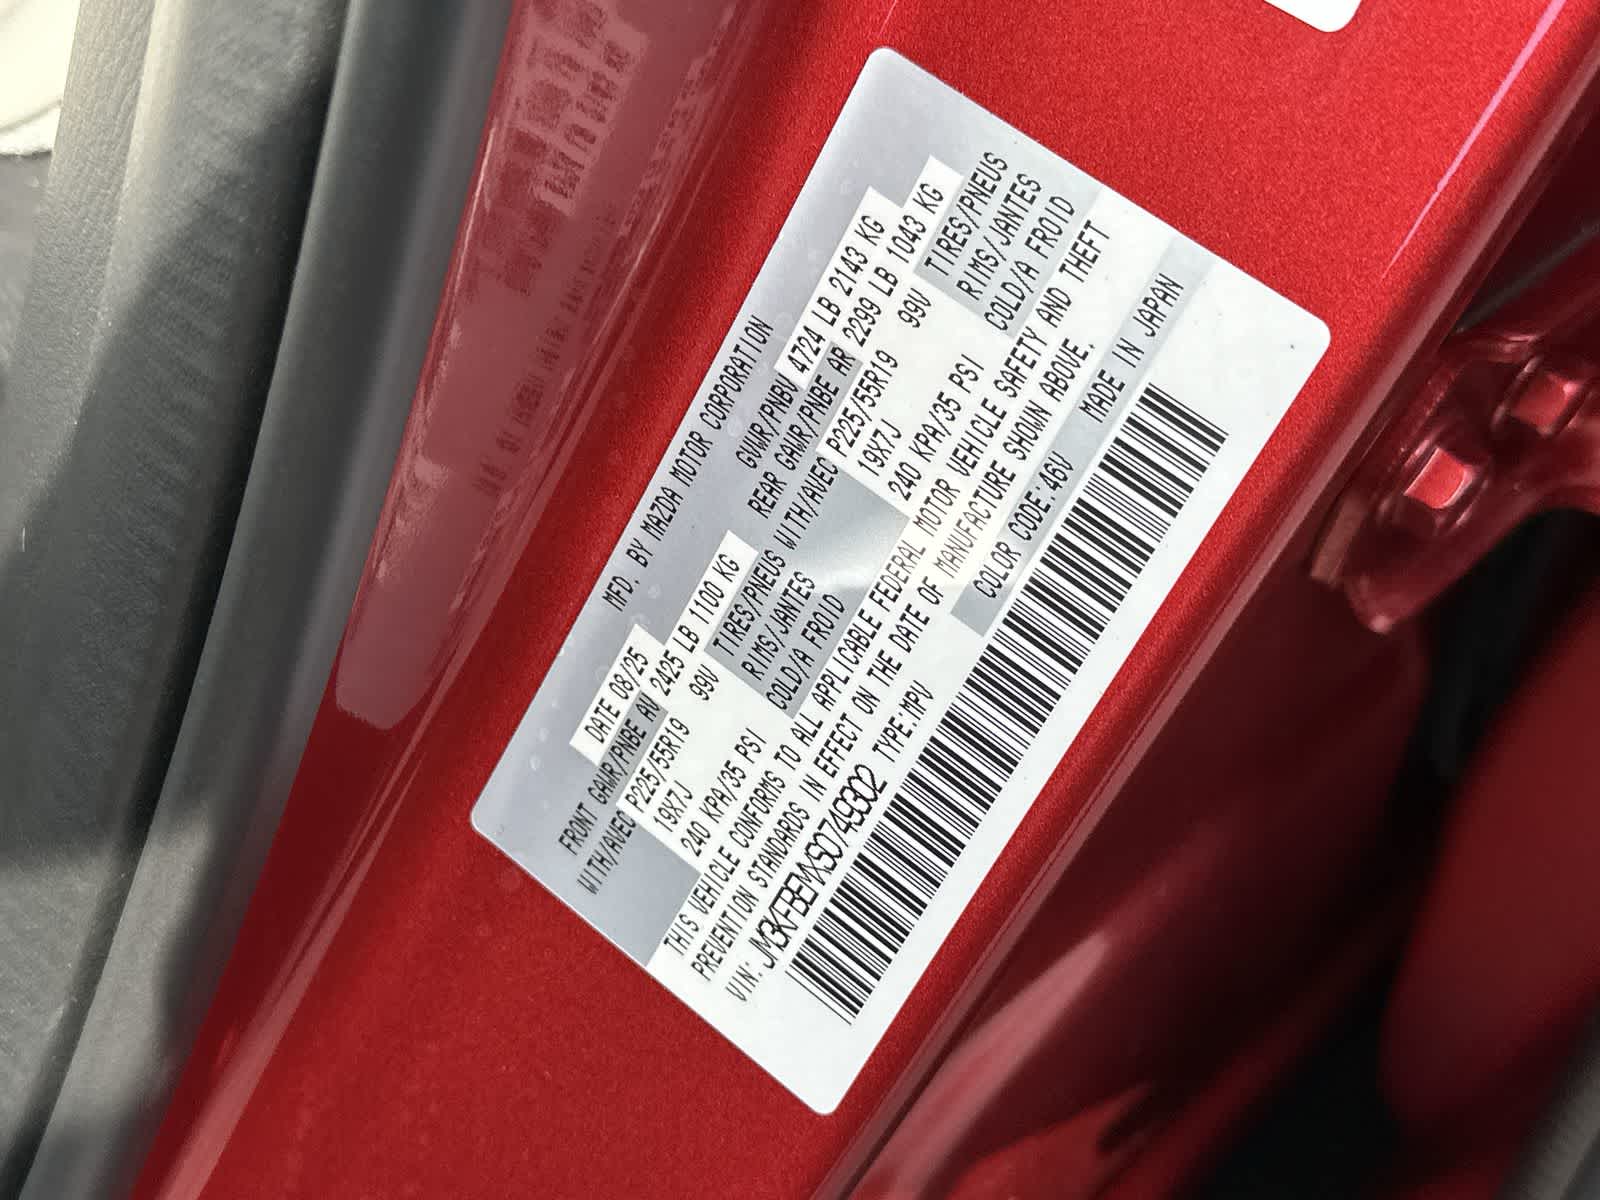 MFD. BY MAZDA MOTOR CORPORATION
DATE 08/25 GVWR/PNBV 4724 LB 2143 KG
FRONT GAWR/PNBE AV 2425 LB 1100 KG REAR GAWR/PNBE AR 2299 LB 1043 KG
WITH/AVEC P225/55R19 99V TIRES/PNEUS WITH/AVEC P225/55R19 99V TIRES/PNEUS
19X7J RIMS/JANTES 19X7J RIMS/JANTES
240 KPA/35 PSI COLD/A FROID 240 KPA/35 PSI COLD/A FROID
THIS VEHICLE CONFORMS TO ALL APPLICABLE FEDERAL MOTOR VEHICLE SAFETY AND THEFT
PREVENTION STANDARDS IN EFFECT ON THE DATE OF MANUFACTURE SHOWN ABOVE.
VIN: JM3KFBEMXS0749302 TYPE:MPV COLOR CODE:46V MADE IN JAPAN